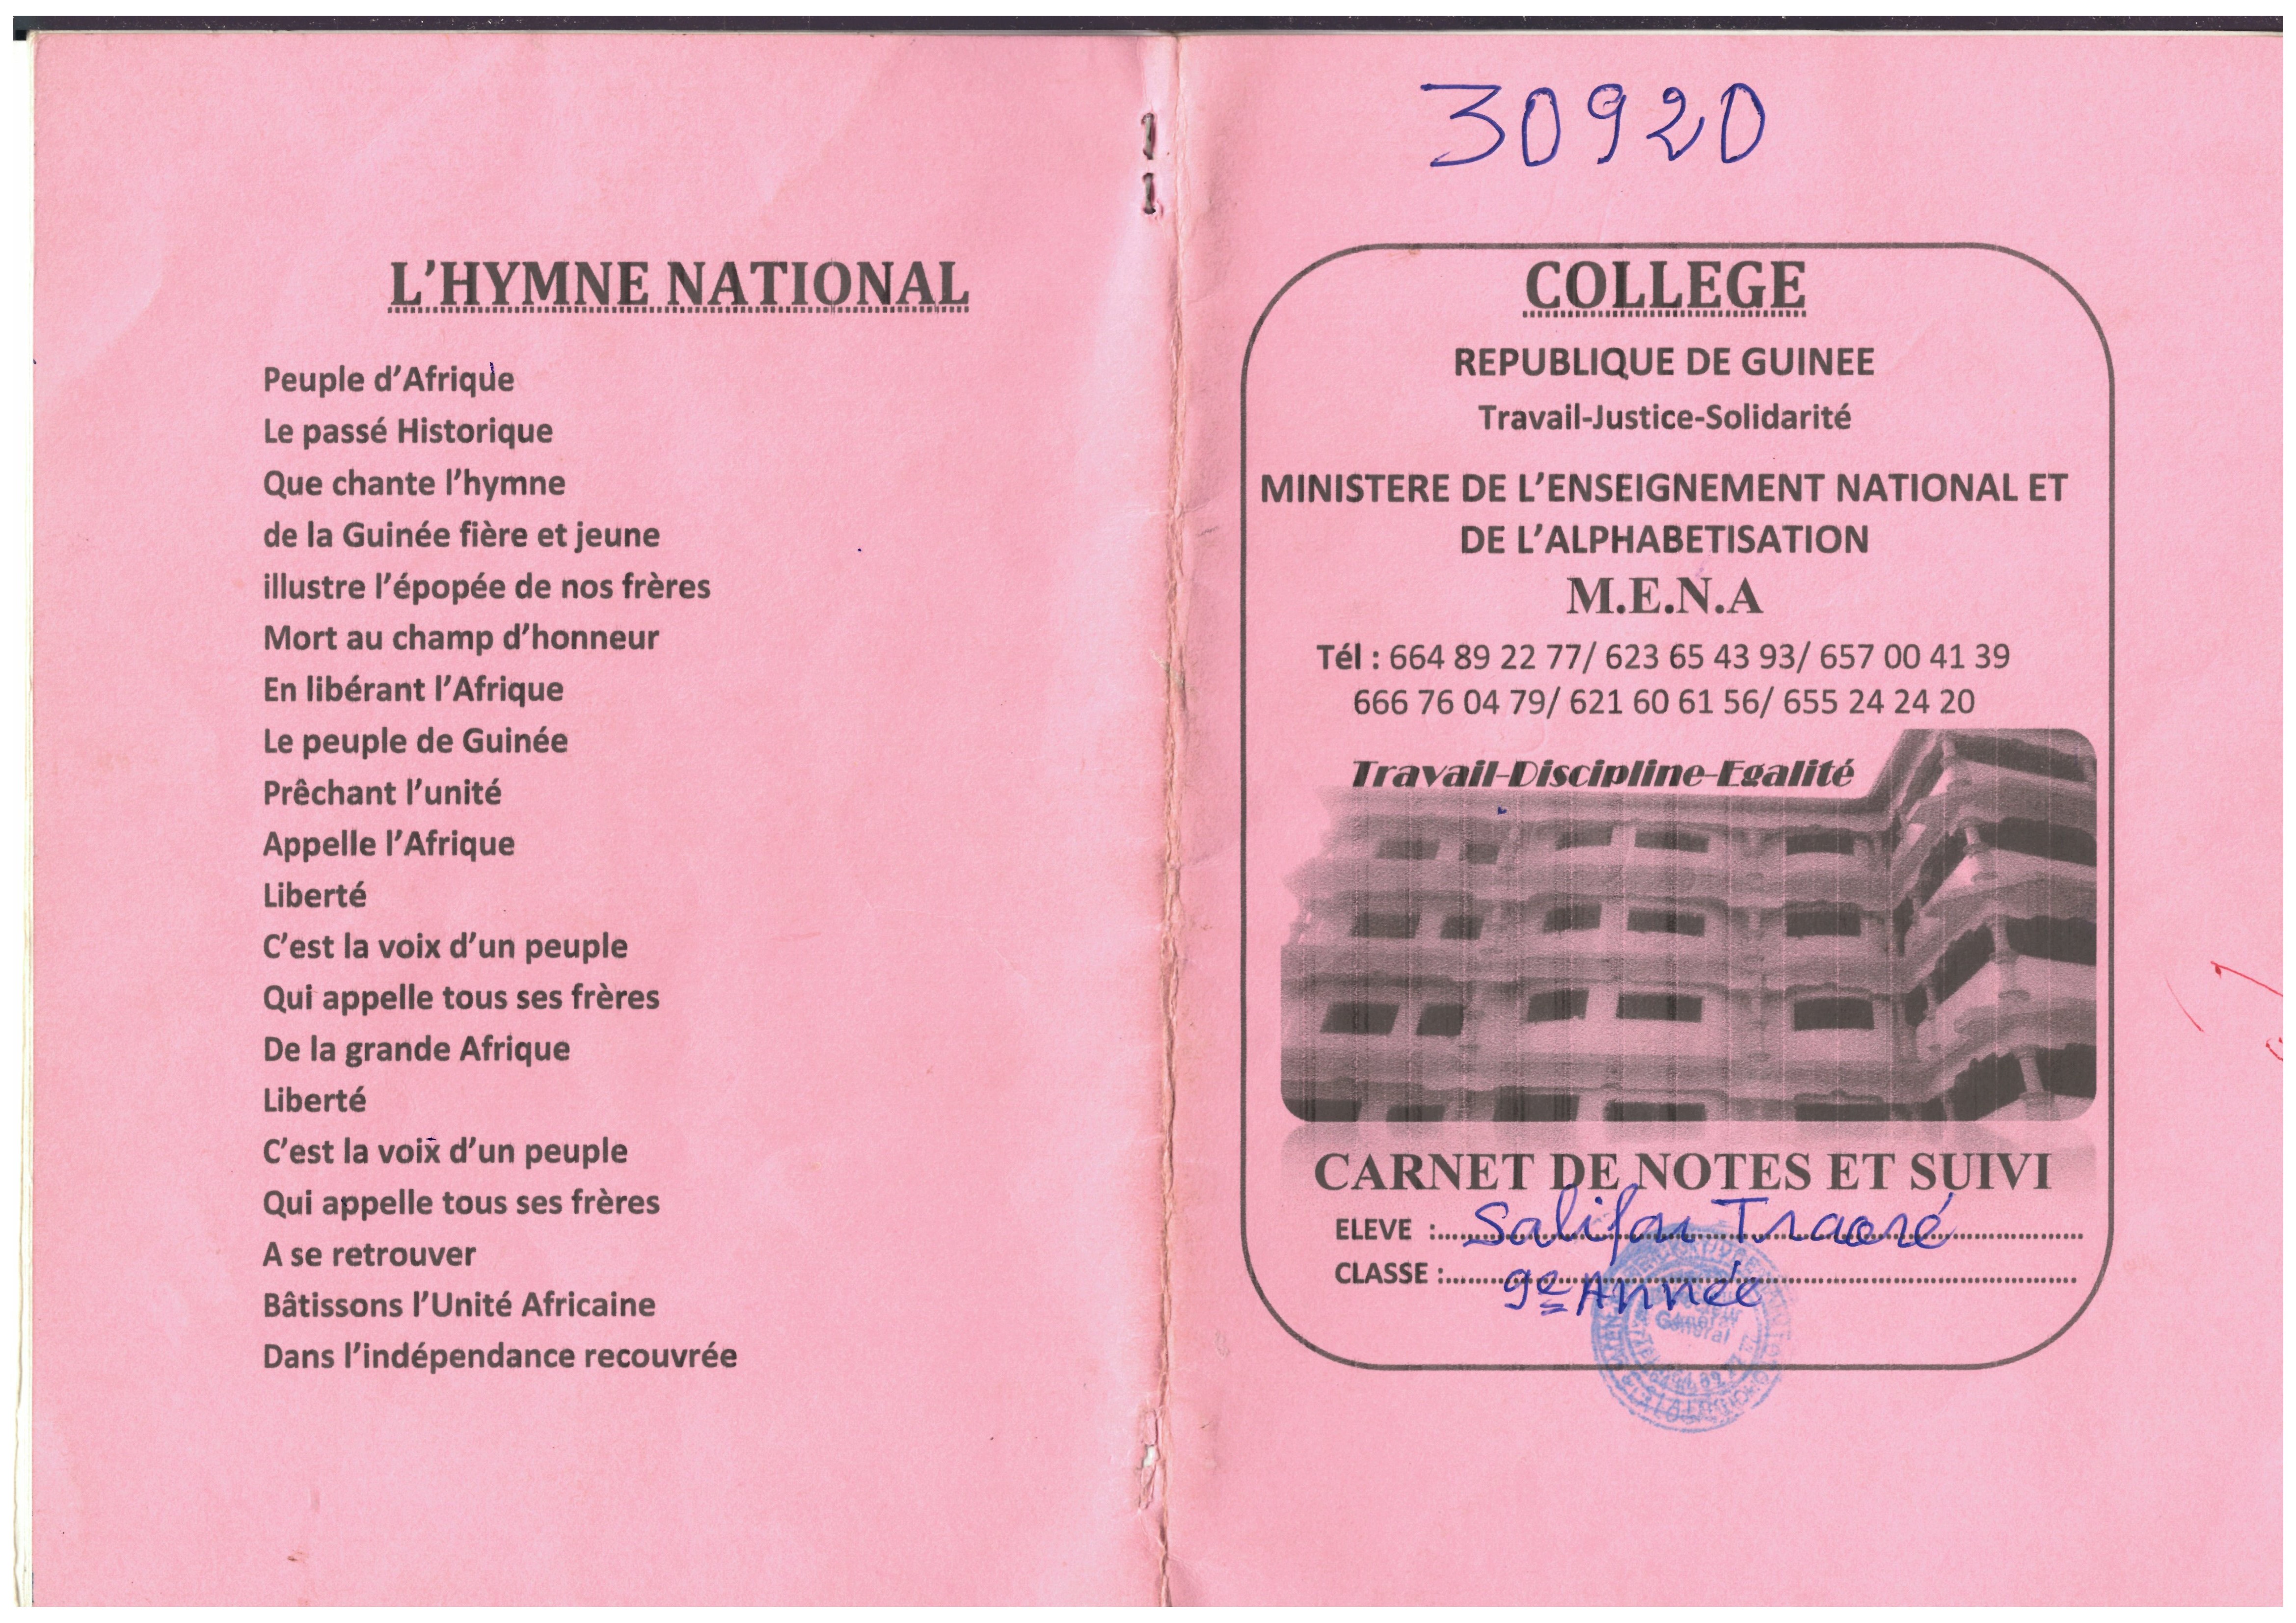 L'HYMNE NATIONAL
Peuple d'Afrique
Le passé Historique
Que chante l'hymne
de la Guinée fière et jeune
illustre l'épopée de nos frères
Mort au champ d'honneur
En libérant l'Afrique
Le peuple de Guinée
Prêchant l'unité
Appelle l'Afrique
Liberté
C'est la voix d'un peuple
Qui appelle tous ses frères
De la grande Afrique
Liberté
C'est la voix d'un peuple
Qui appelle tous ses frères
A se retrouver
Bâtissons l'Unité Africaine
Dans l'indépendance recouvrée
30920
COLLEGE
REPUBLIQUE DE GUINEE
Travail-Justice-Solidarité
MINISTERE DE L'ENSEIGNEMENT NATIONAL ET
DE L'ALPHABETISATION
M.E.N.A
Tél : 664 89 22 77/ 623 65 43 93/ 657 00 41 39
666 76 04 79/ 621 60 61 56/ 655 24 24 20
Travail-Discipline-Egalité
CARNET DE NOTES ET SUIVI
ELEVE : Salifou Traoré
CLASSE : 9e Année
Général